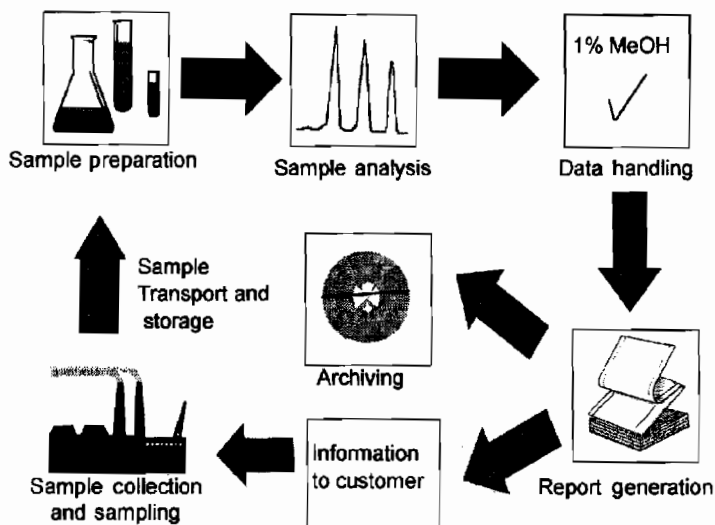 1% MeOH
Sample preparation
Sample analysis
Data handling
Sample
Transport and
storage
Archiving
Information
to customer
Report generation
Sample collection
and sampling